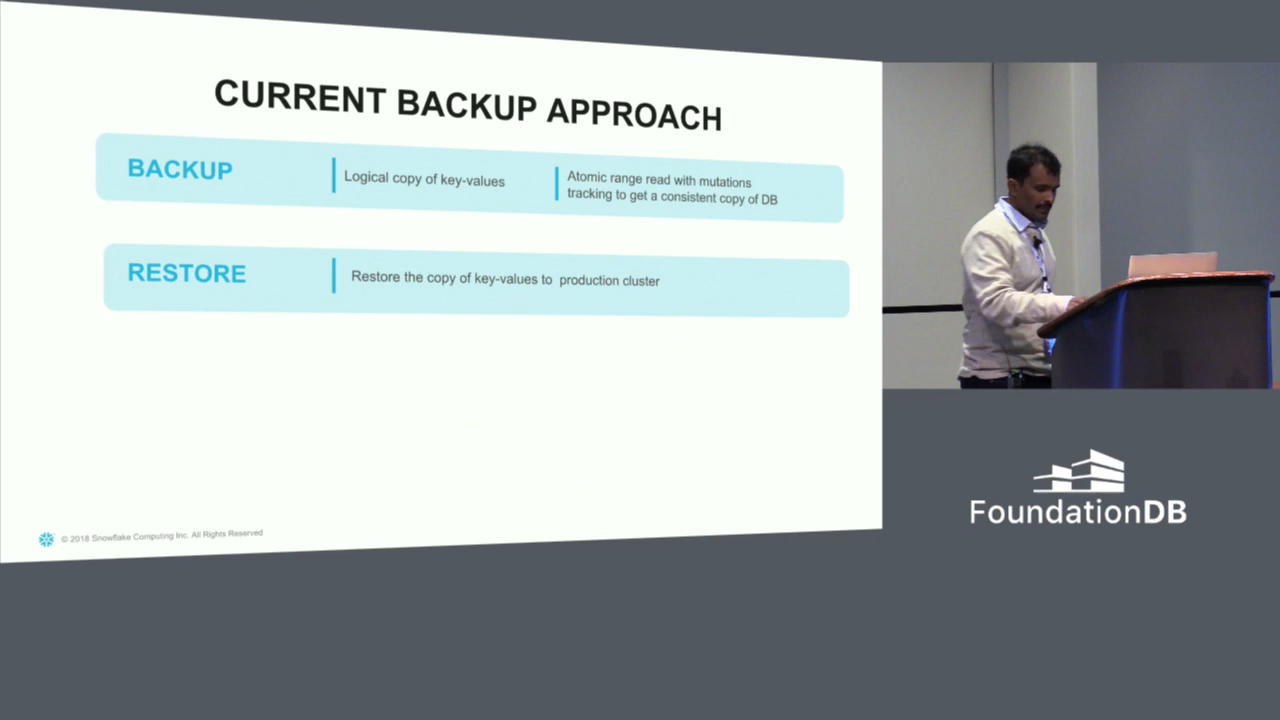 CURRENT BACKUP APPROACH
BACKUP
Logical copy of key-values
Atomic range read with mutations
tracking to get a consistent copy of DB
RESTORE
Restore the copy of key-values to production cluster
© 2018 Snowflake Computing Inc. All Rights Reserved
FoundationDB